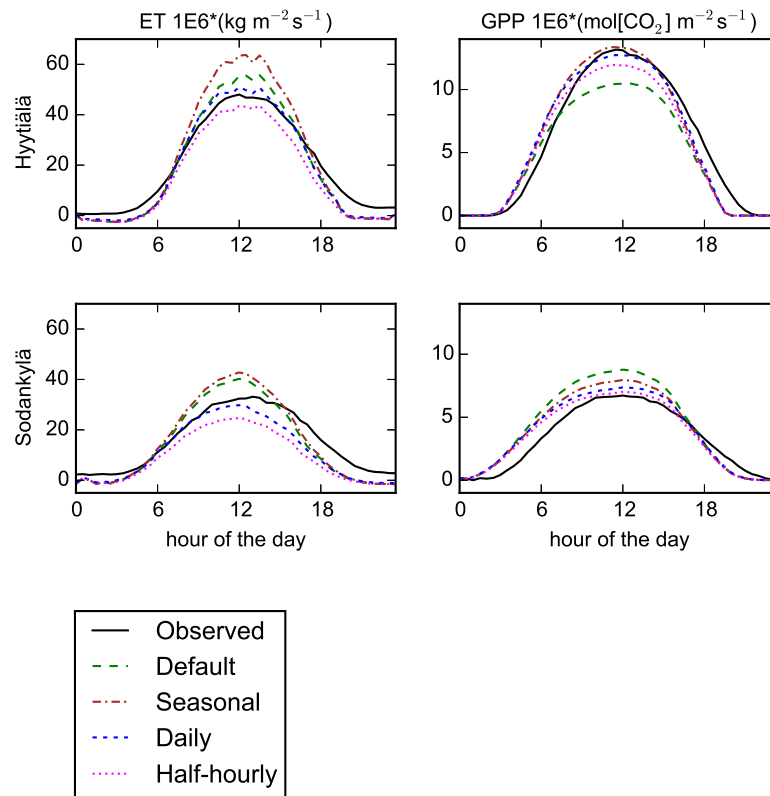 ET 1E6*(kg m−2 s−1)
GPP 1E6*(mol[CO2] m−2 s−1)
Hyytiälä
60
40
20
0
0 6 12 18
10
5
0
0 6 12 18
Sodankylä
60
40
20
0
0 6 12 18
hour of the day
10
5
0
0 6 12 18
hour of the day
Observed
Default
Seasonal
Daily
Half-hourly